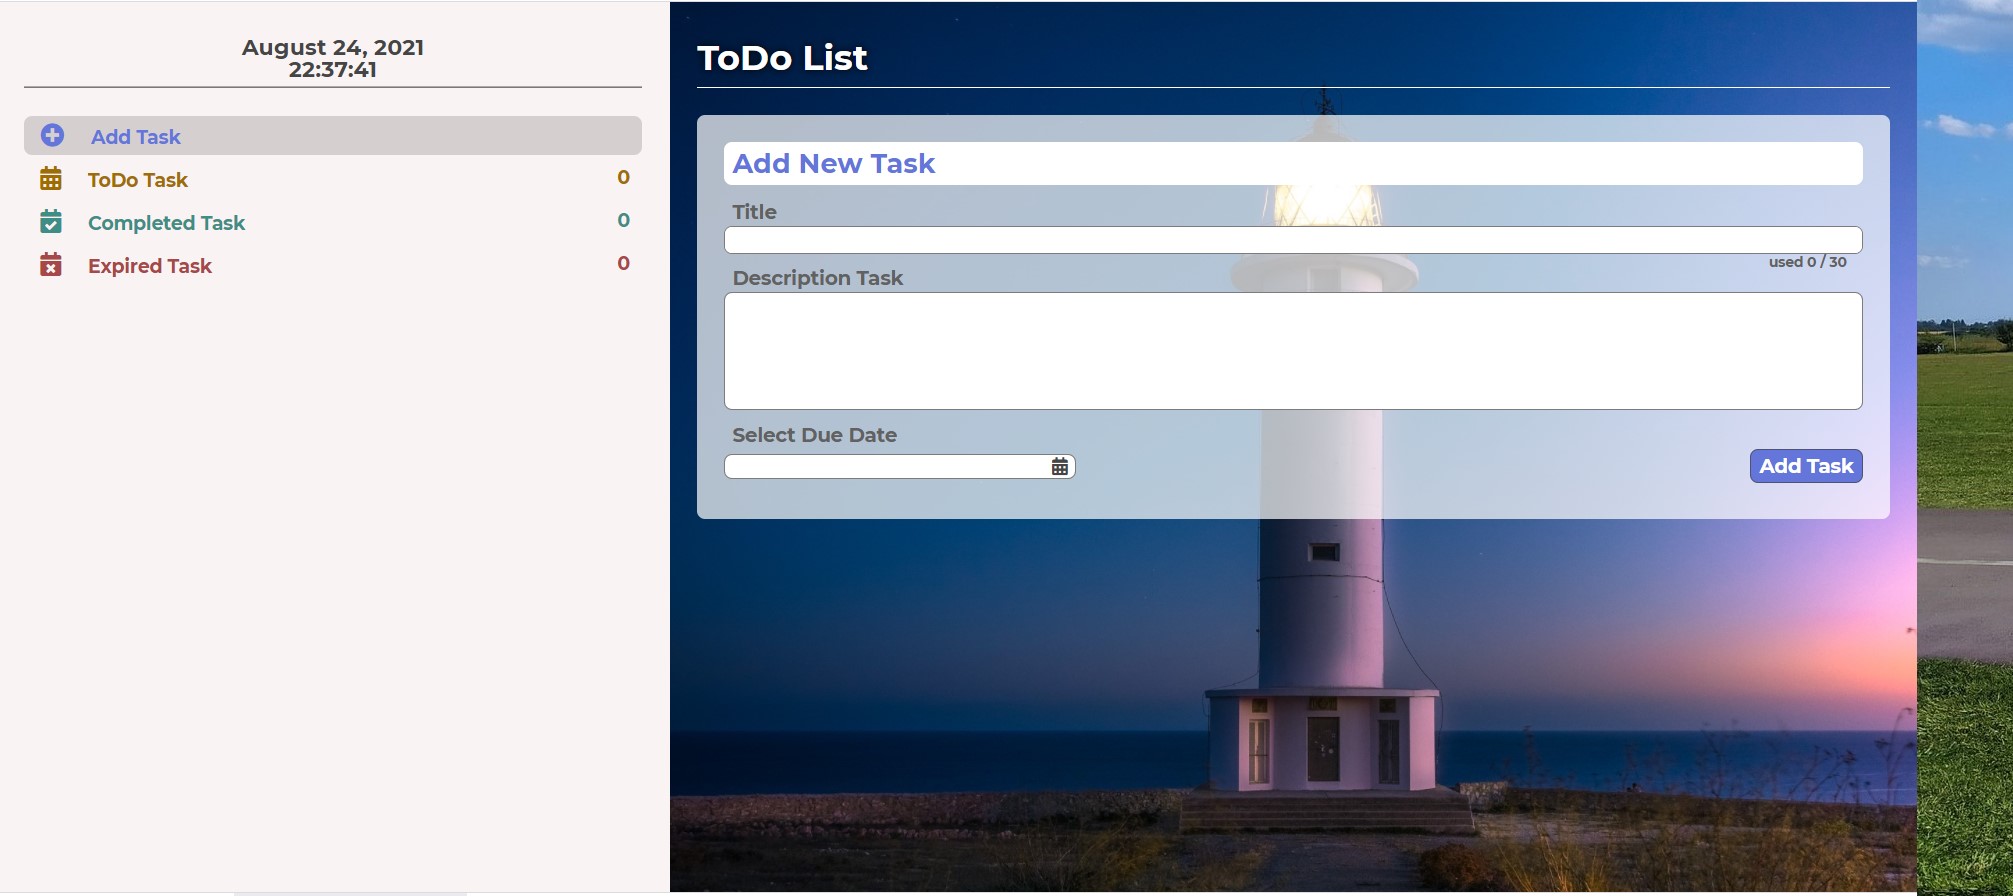 August 24, 2021
22:37:41
Add Task
ToDo Task 0
Completed Task 0
Expired Task 0
ToDo List
Add New Task
Title
used 0 / 30
Description Task
Select Due Date
Add Task